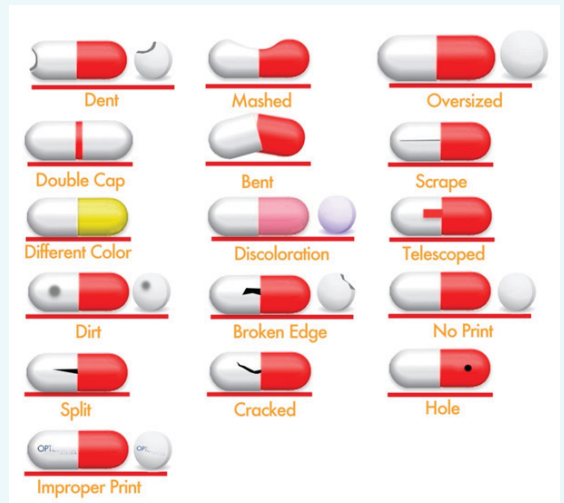 Dent
Mashed
Oversized
Double Cap
Bent
Scrape
Different Color
Discoloration
Telescoped
Dirt
Broken Edge
No Print
Split
Cracked
Hole
Improper Print